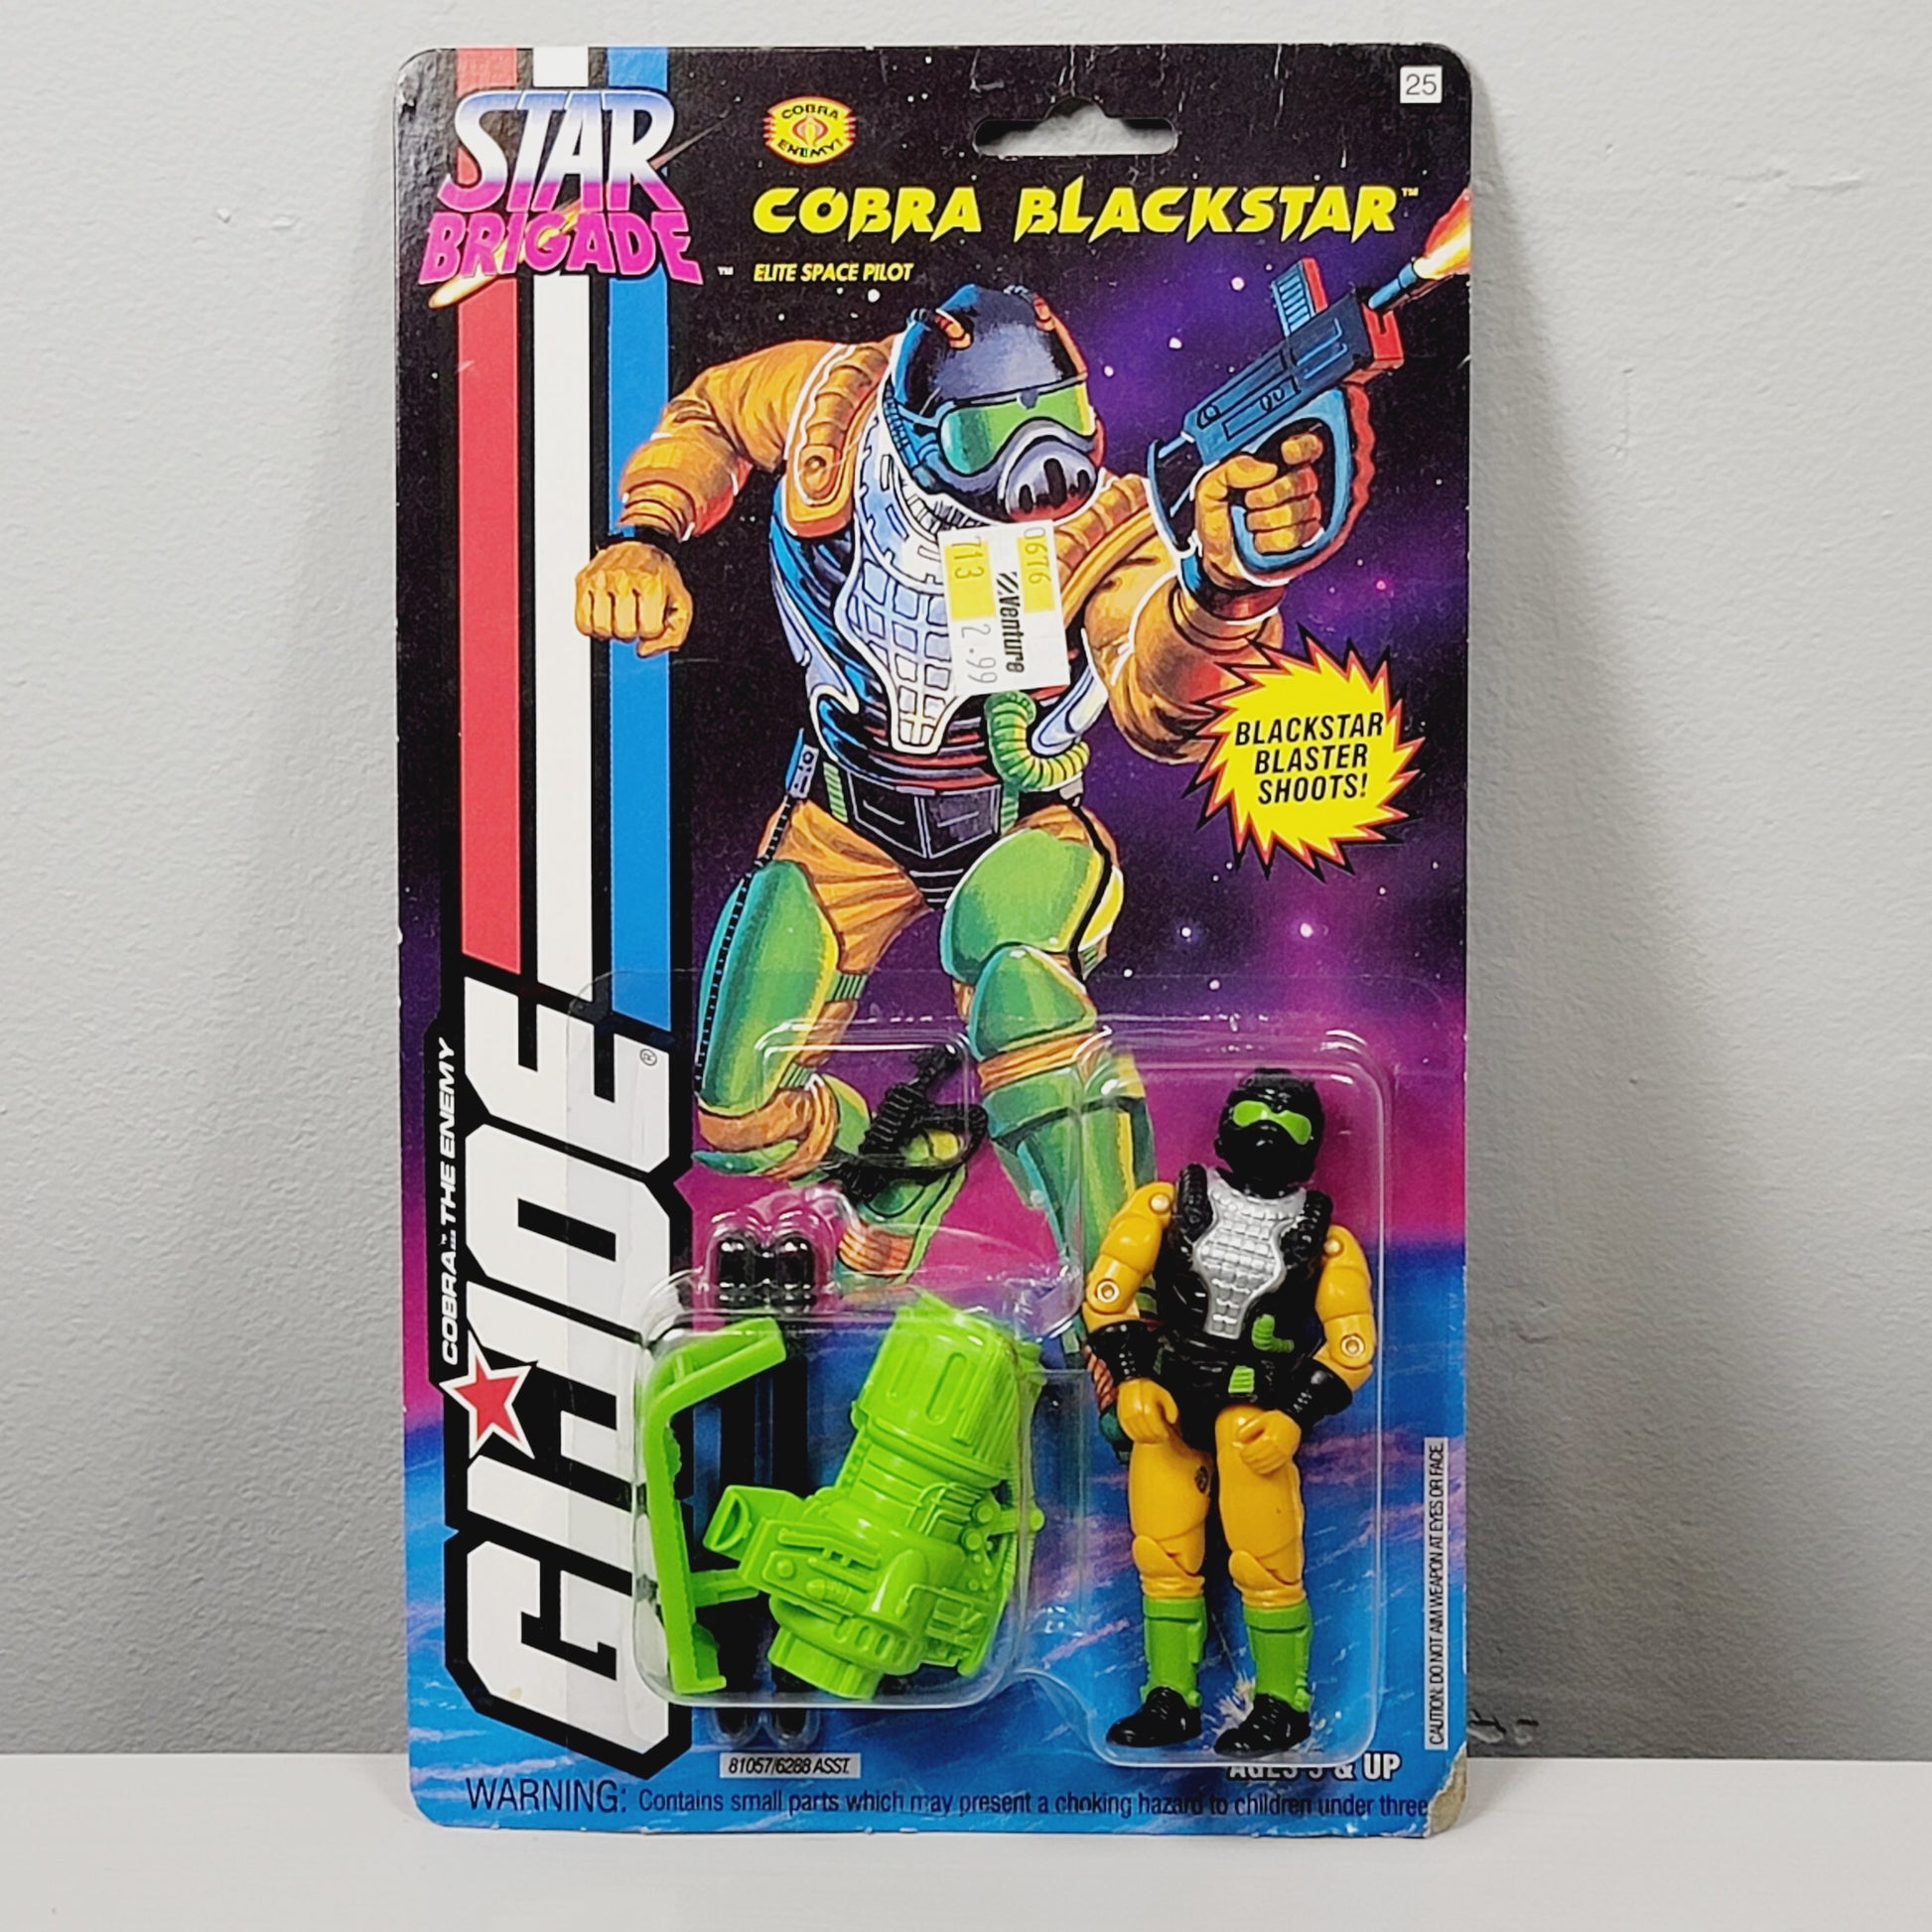 25
STAR
BRIGADE™
COBRA
ENEMY!
COBRA BLACKSTAR™
ELITE SPACE PILOT
0676
713
Venture
2.99
BLACKSTAR
BLASTER
SHOOTS!
COBRA™ THE ENEMY
G.I.JOE®
CAUTION: DO NOT AIM WEAPON AT EYES OR FACE
81057/6288 ASST.
AGES 5 & UP
WARNING: Contains small parts which may present a choking hazard to children under three